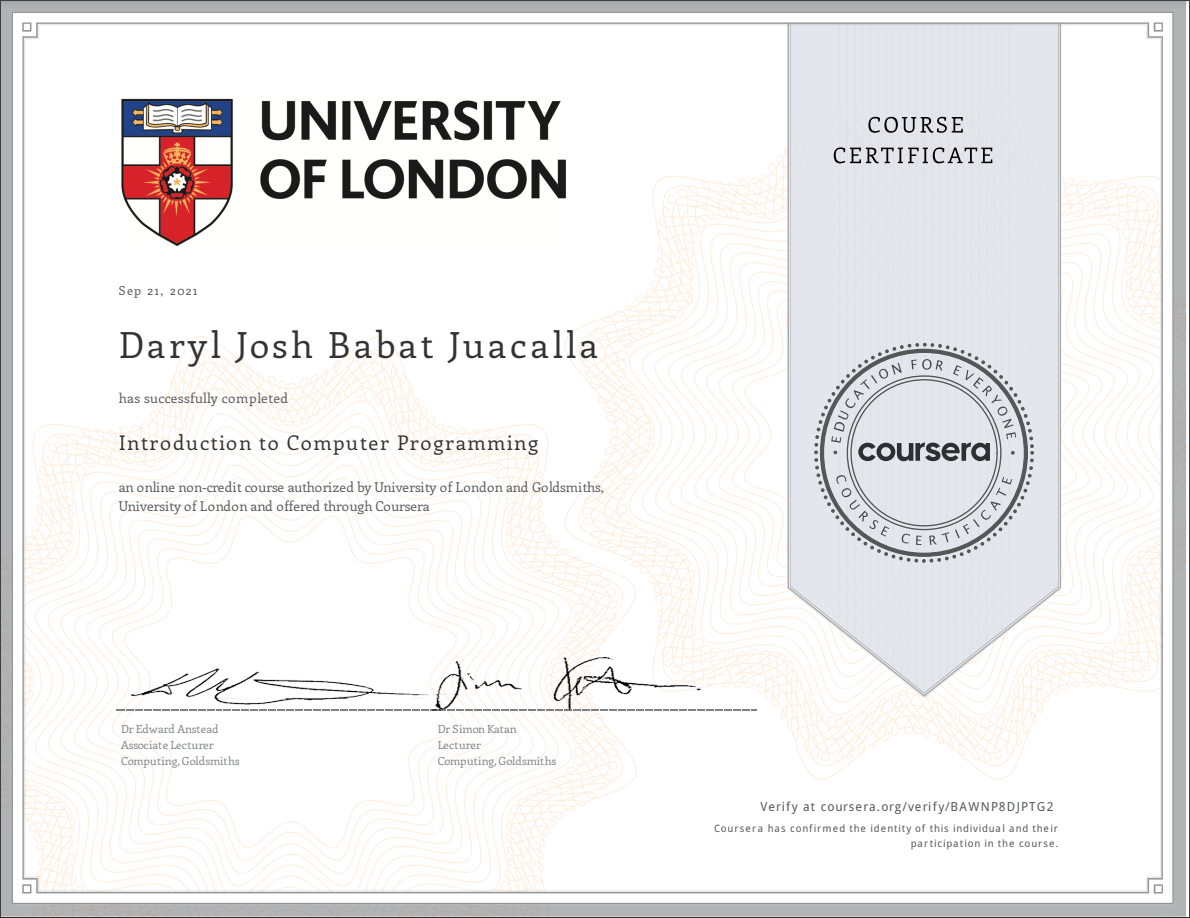 UNIVERSITY
OF LONDON
COURSE
CERTIFICATE
Sep 21, 2021
Daryl Josh Babat Juacalla
has successfully completed
Introduction to Computer Programming
an online non-credit course authorized by University of London and Goldsmiths,
University of London and offered through Coursera
EDUCATION FOR EVERYONE
coursera
COURSE CERTIFICATE
Dr Edward Anstead
Associate Lecturer
Computing, Goldsmiths
Dr Simon Katan
Lecturer
Computing, Goldsmiths
Verify at coursera.org/verify/BAWNP8DJPTG2
Coursera has confirmed the identity of this individual and their
participation in the course.